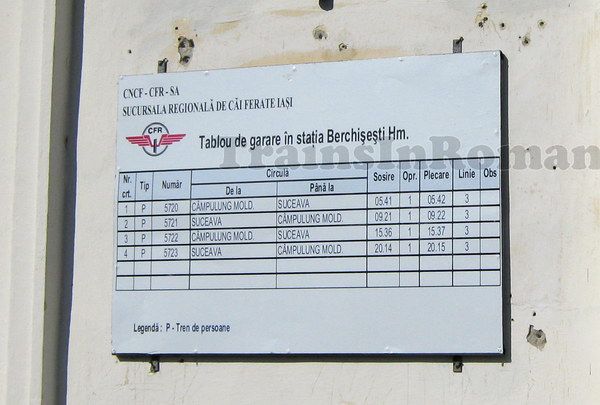 CNCF - CFR - SA
SUCURSALA REGIONALĂ DE CĂI FERATE IAȘI
CFR
Tablou de garare în stația Berchișești Hm.
TrainsInRoman
Nr. crt. Tip Număr Circulă De la Până la Sosire Opr. Plecare Linie Obs
1 P 5720 CÂMPULUNG MOLD. SUCEAVA 05.41 1 05.42 3
2 P 5721 SUCEAVA CÂMPULUNG MOLD. 09.21 1 09.22 3
3 P 5722 CÂMPULUNG MOLD. SUCEAVA 15.36 1 15.37 3
4 P 5723 SUCEAVA CÂMPULUNG MOLD. 20.14 1 20.15 3
Legendă : P - Tren de persoane